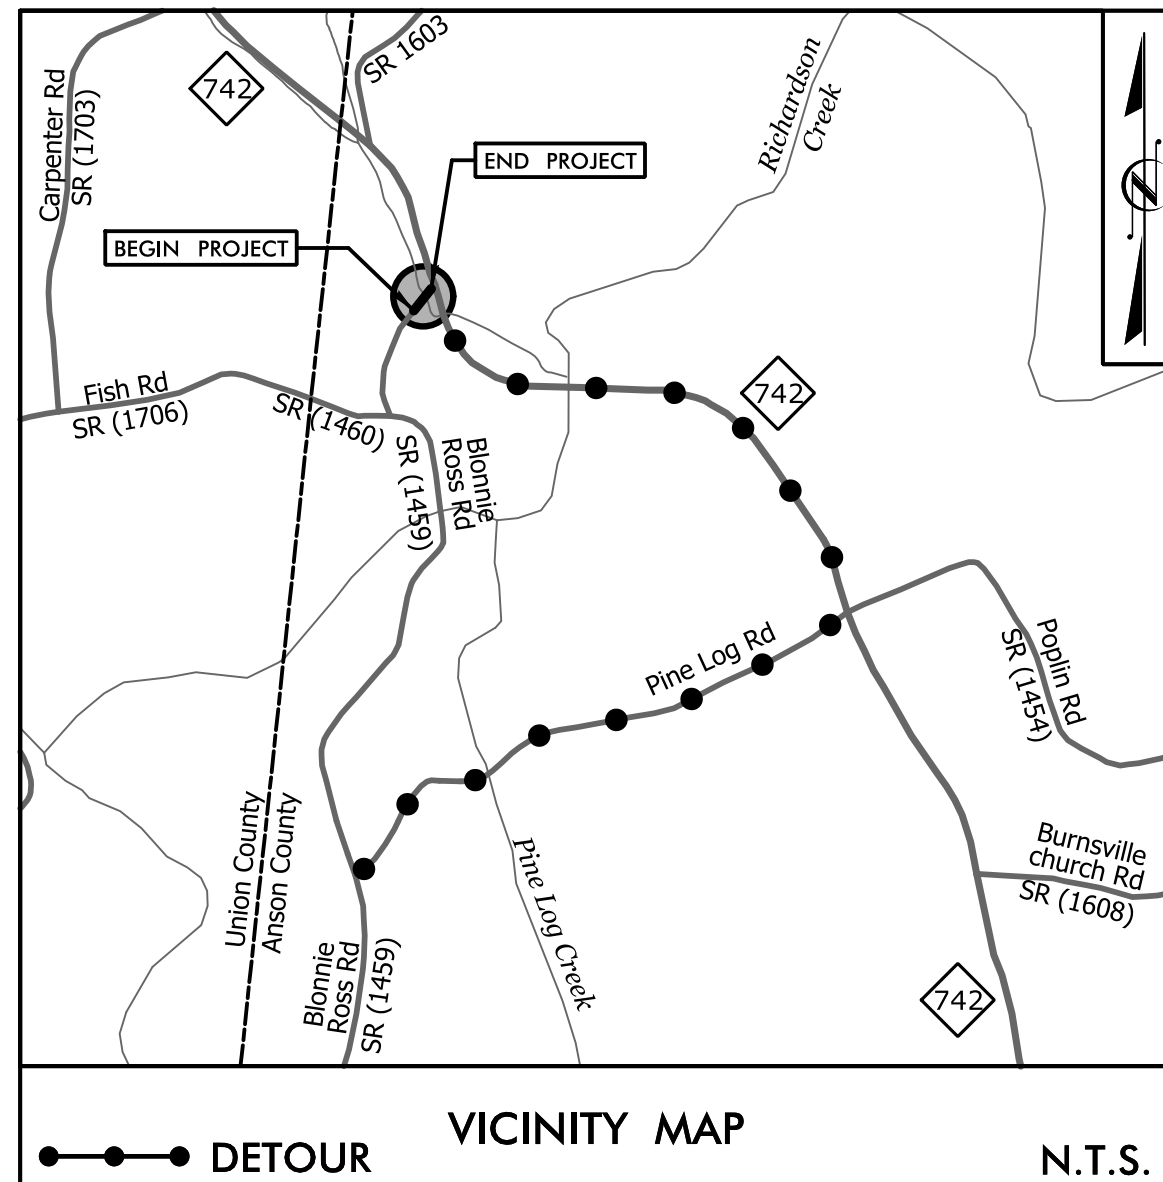 742
SR 1603
Richardson
Creek
Carpenter Rd
SR (1703)
END PROJECT
BEGIN PROJECT
N
742
Fish Rd
SR (1706)
SR (1460)
SR (1459)
Blonnie
Ross Rd
Pine Log Rd
Poplin Rd
SR (1454)
Union County
Anson County
Pine Log Creek
Burnsville
church Rd
SR (1608)
Blonnie
Ross Rd
SR (1459)
742
VICINITY MAP
DETOUR
N.T.S.